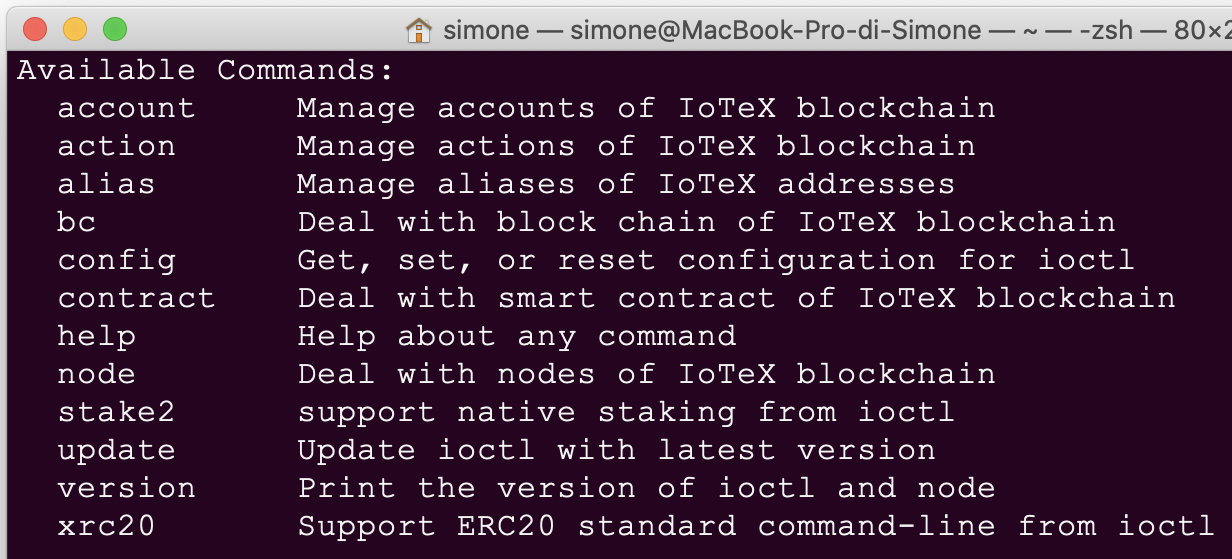 simone — simone@MacBook-Pro-di-Simone — ~ — -zsh — 80×2
Available Commands:
account Manage accounts of IoTeX blockchain
action Manage actions of IoTeX blockchain
alias Manage aliases of IoTeX addresses
bc Deal with block chain of IoTeX blockchain
config Get, set, or reset configuration for ioctl
contract Deal with smart contract of IoTeX blockchain
help Help about any command
node Deal with nodes of IoTeX blockchain
stake2 support native staking from ioctl
update Update ioctl with latest version
version Print the version of ioctl and node
xrc20 Support ERC20 standard command-line from ioctl